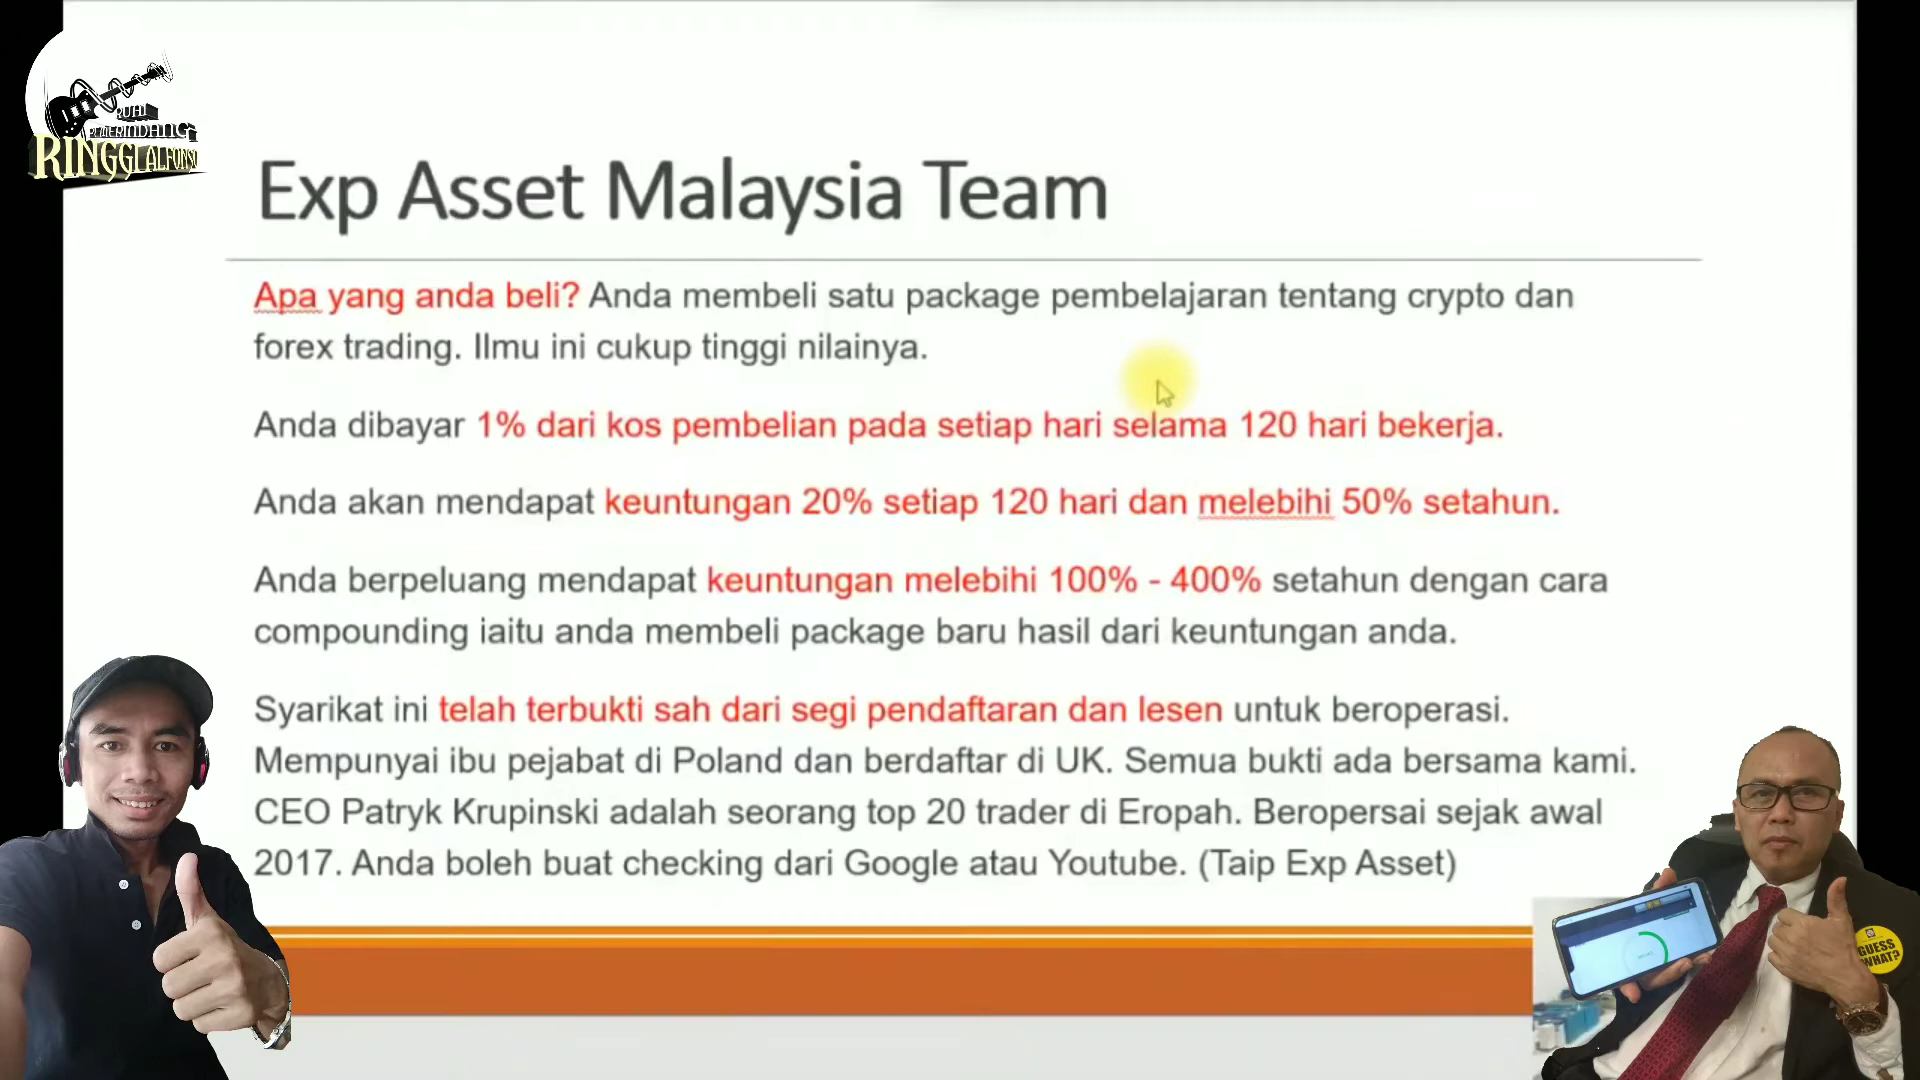 RUAI
PEMERINDANG
RINGGI ALFONSO
Exp Asset Malaysia Team
Apa yang anda beli? Anda membeli satu package pembelajaran tentang crypto dan
forex trading. Ilmu ini cukup tinggi nilainya.
Anda dibayar 1% dari kos pembelian pada setiap hari selama 120 hari bekerja.
Anda akan mendapat keuntungan 20% setiap 120 hari dan melebihi 50% setahun.
Anda berpeluang mendapat keuntungan melebihi 100% - 400% setahun dengan cara
compounding iaitu anda membeli package baru hasil dari keuntungan anda.
Syarikat ini telah terbukti sah dari segi pendaftaran dan lesen untuk beroperasi.
Mempunyai ibu pejabat di Poland dan berdaftar di UK. Semua bukti ada bersama kami.
CEO Patryk Krupinski adalah seorang top 20 trader di Eropah. Beropersai sejak awal
2017. Anda boleh buat checking dari Google atau Youtube. (Taip Exp Asset)
GUESS
WHAT?